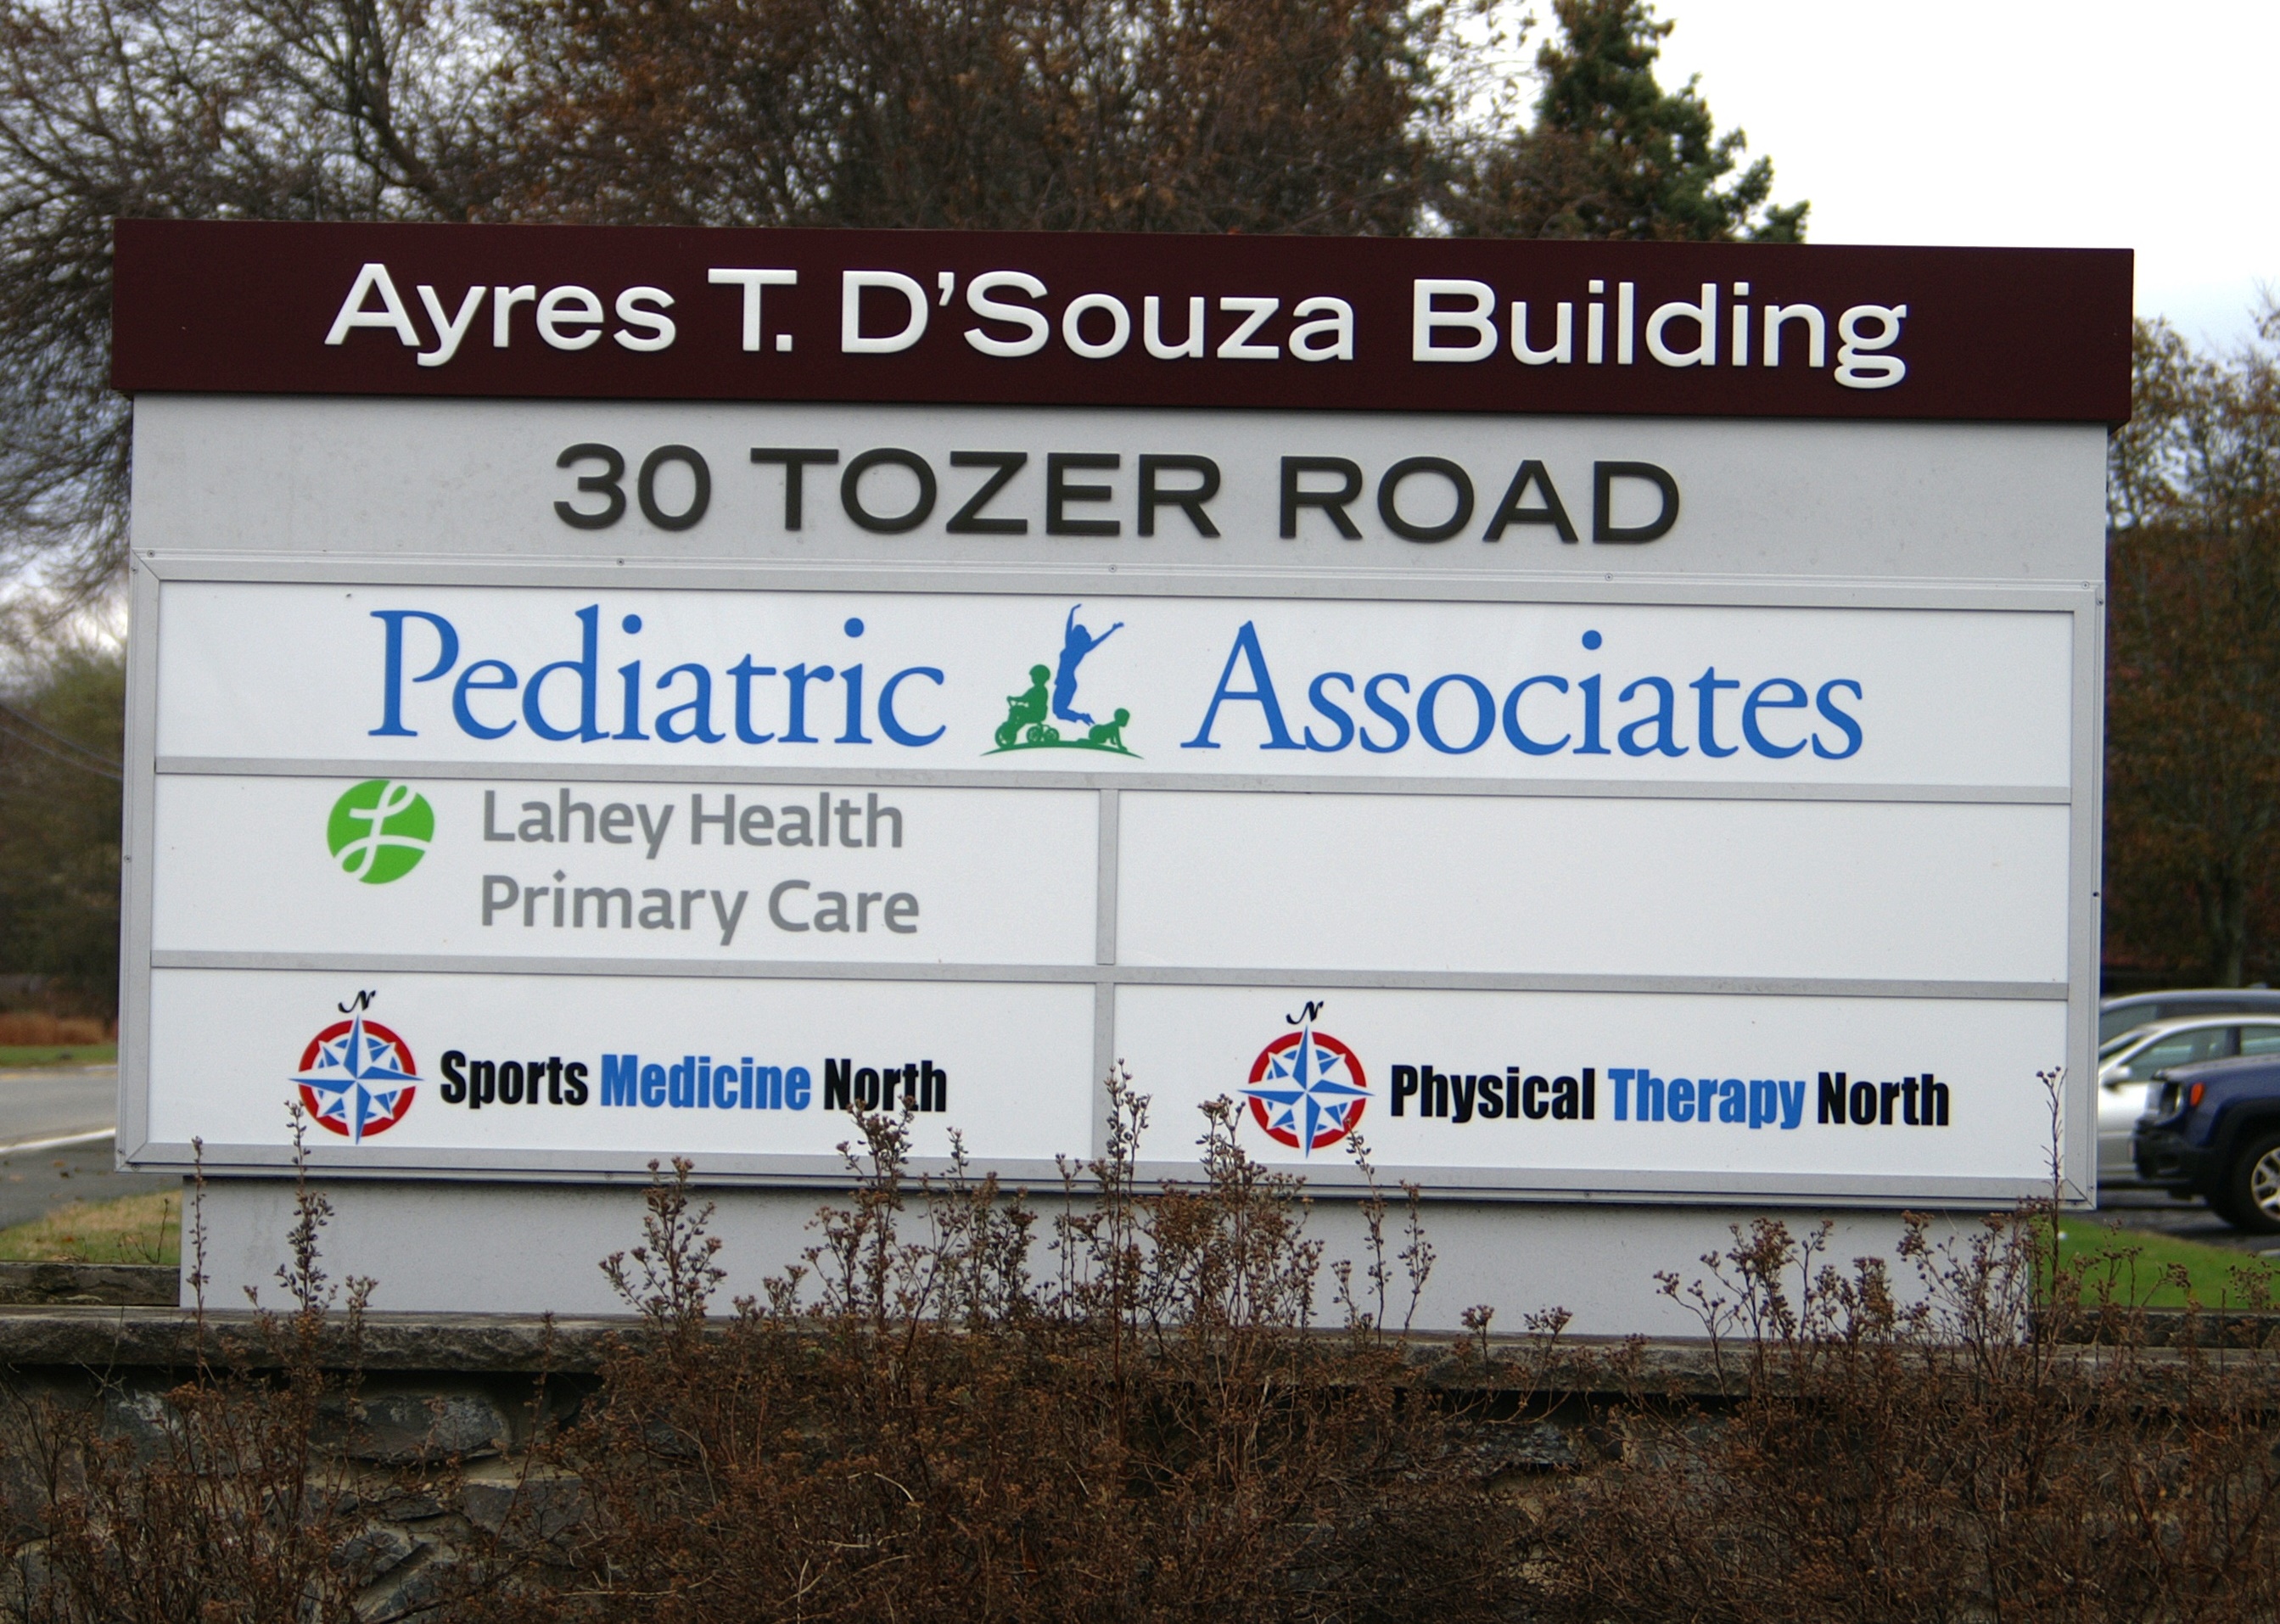 Ayres T. D'Souza Building
30 TOZER ROAD
Pediatric Associates
Lahey Health
Primary Care
N
Sports Medicine North
N
Physical Therapy North